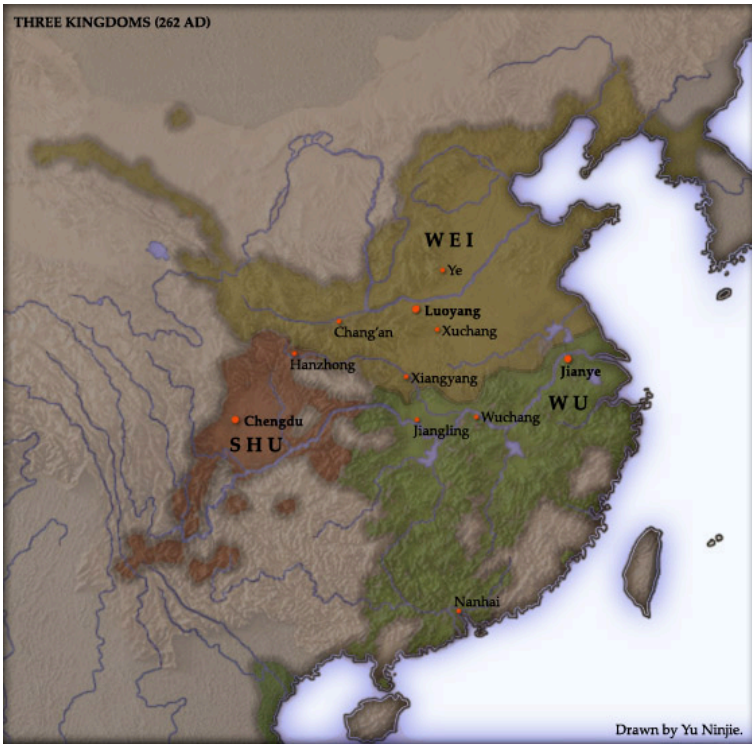 THREE KINGDOMS (262 AD)
WEI
Ye
Luoyang
Chang'an
Xuchang
Hanzhong
Xiangyang
Jianye
WU
Chengdu
SHU
Jiangling
Wuchang
Nanhai
Drawn by Yu Ninjie.